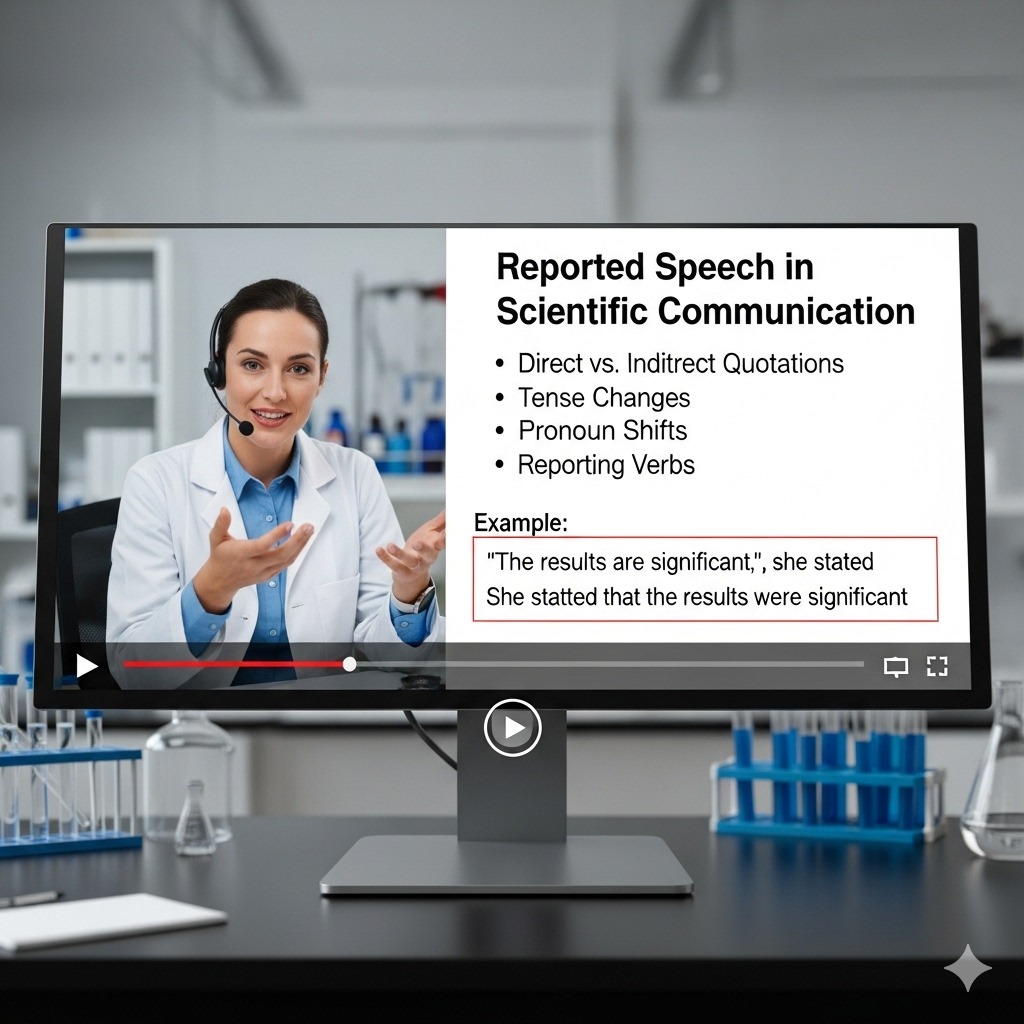 Reported Speech in
Scientific Communication
• Direct vs. Inditrect Quotations
• Tense Changes
• Pronoun Shifts
• Reporting Verbs
Example:
"The results are significant,", she stated
She statted that the results were significant